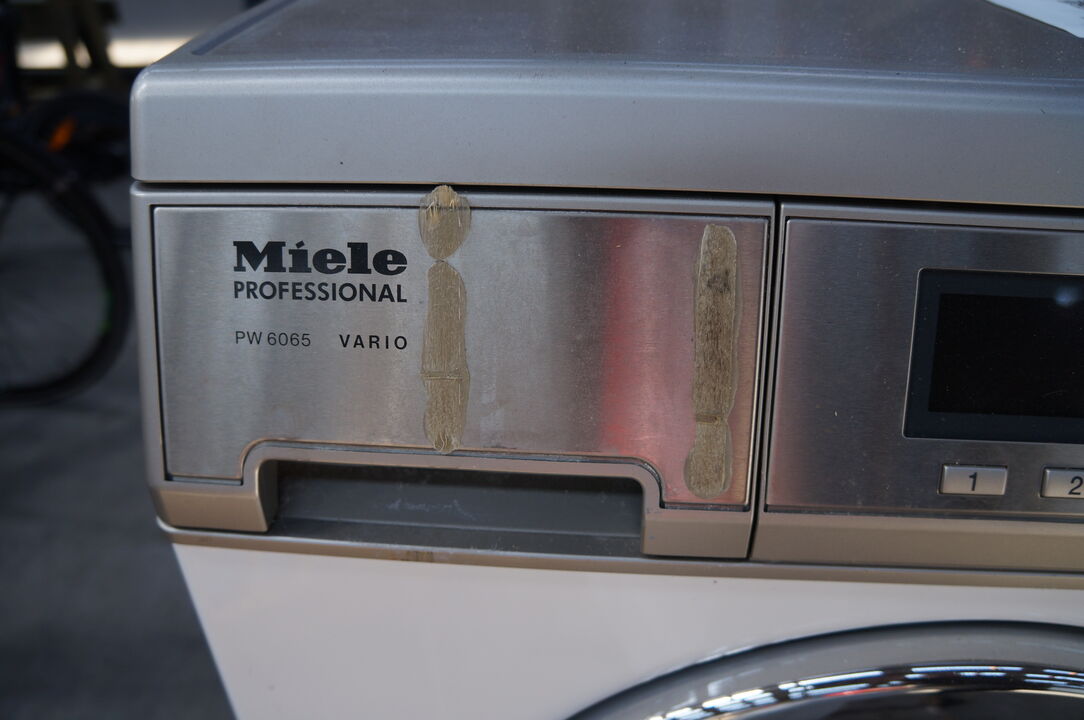 Miele
PROFESSIONAL
PW 6065 VARIO
1
2